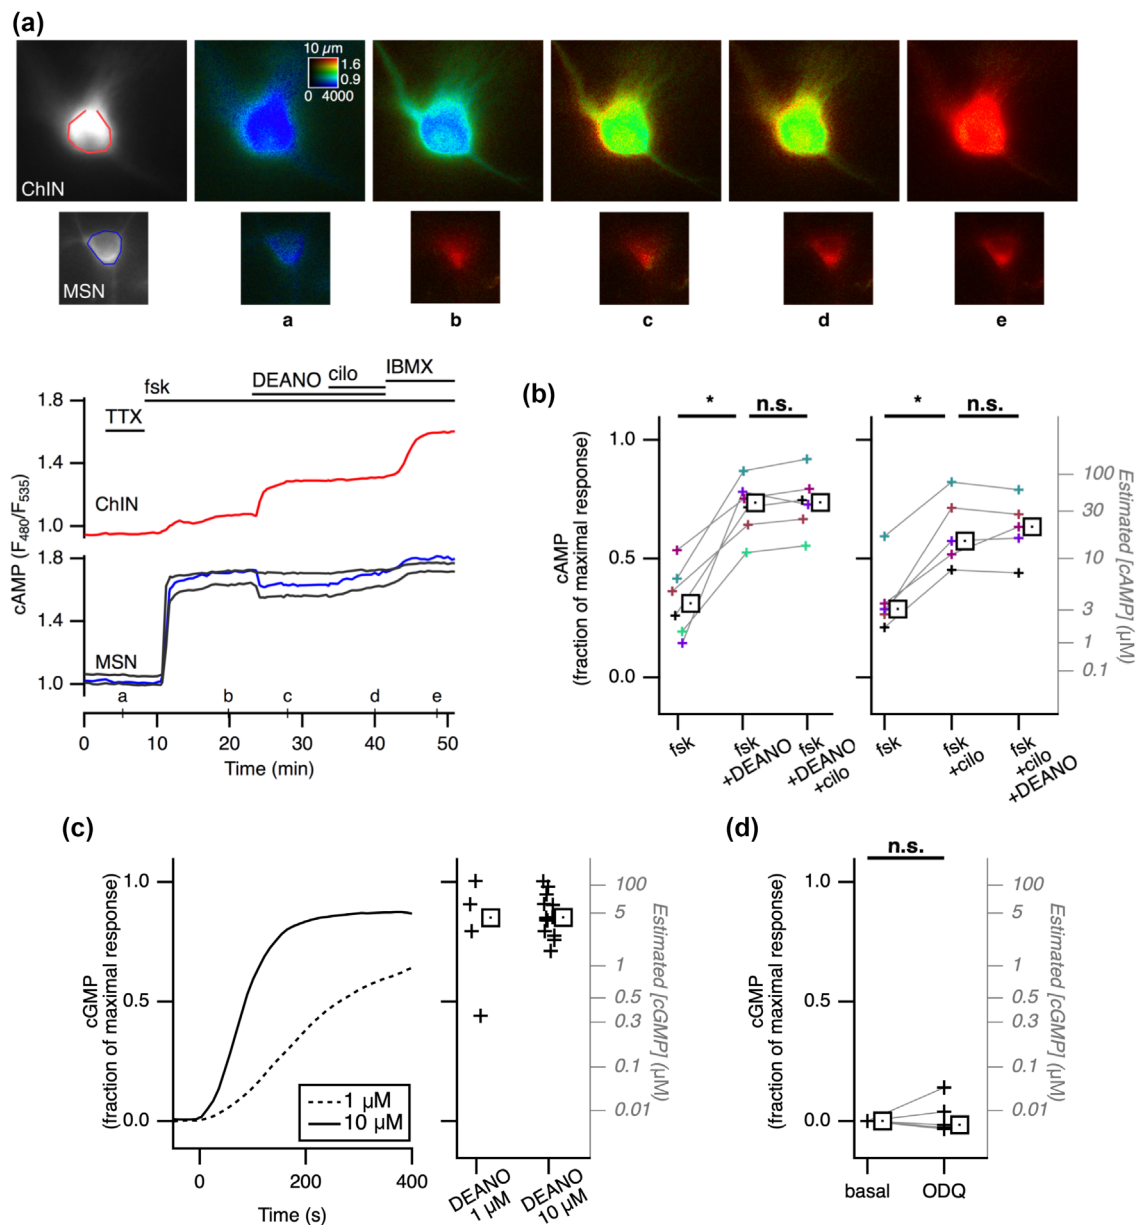 (a)
10 µm
1.6
0.9
0 4000
ChIN
MSN
a
b
c
d
e
cAMP (F480/F535)
1.8
1.4
1.0
1.8
1.4
1.0
TTX
fsk
DEANO
cilo
IBMX
ChIN
MSN
a
b
c
d
e
0
10
20
30
40
50
Time (min)
(b)
*
n.s.
*
n.s.
cAMP
(fraction of maximal response)
1.0
0.5
0.0
fsk
fsk
+DEANO
fsk
+DEANO
+cilo
fsk
fsk
+cilo
fsk
+cilo
+DEANO
100
30
10
3
1
0.1
Estimated [cAMP] (µM)
(c)
cGMP
(fraction of maximal response)
1.0
0.5
0.0
1 µM
10 µM
0
200
400
Time (s)
DEANO
1 µM
DEANO
10 µM
100
5
1
0.5
0.3
0.1
0.01
Estimated [cGMP] (µM)
(d)
n.s.
cGMP
(fraction of maximal response)
1.0
0.5
0.0
basal
ODQ
100
5
1
0.5
0.3
0.1
0.01
Estimated [cGMP] (µM)